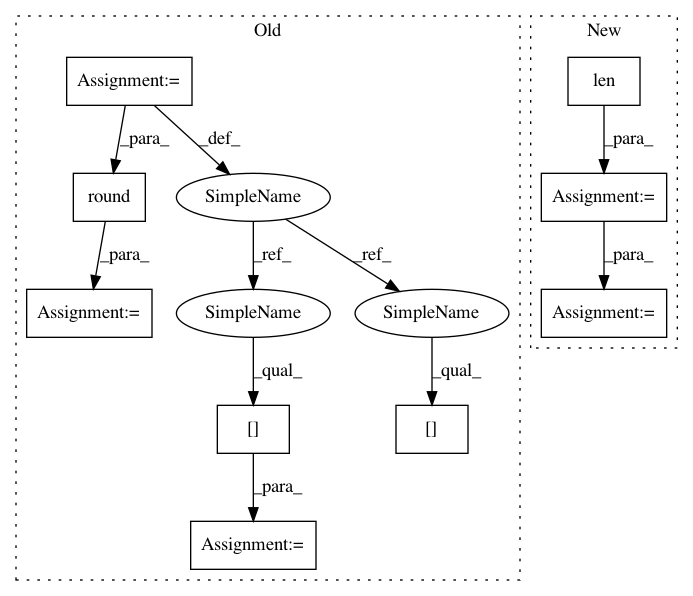 Old
New
Assignment:=
len
_para_
_def_
_para_
round
SimpleName
Assignment:=
_para_
_ref_
_ref_
_para_
Assignment:=
SimpleName
SimpleName
Assignment:=
_qual_
_qual_
[]
[]
_para_
Assignment:=